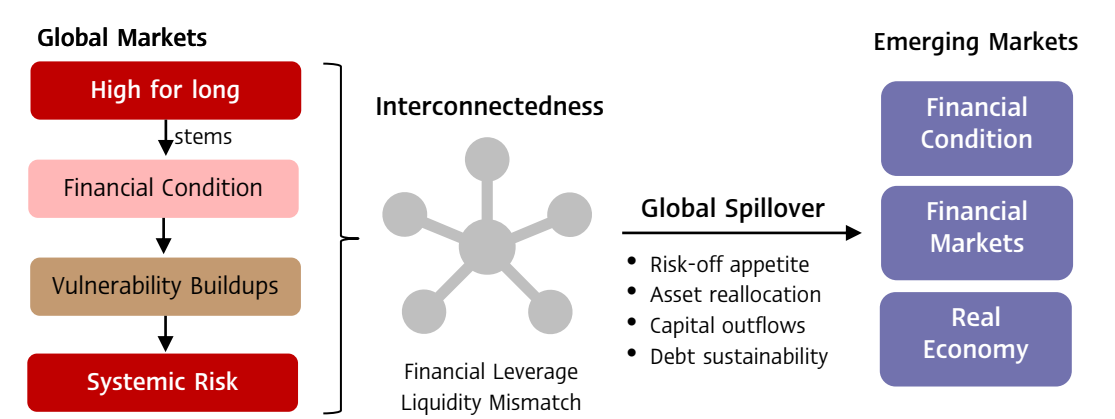 Global Markets
High for long
stems
Financial Condition
Vulnerability Buildups
Systemic Risk
Interconnectedness
Financial Leverage
Liquidity Mismatch
Global Spillover
• Risk-off appetite
• Asset reallocation
• Capital outflows
• Debt sustainability
Emerging Markets
Financial
Condition
Financial
Markets
Real
Economy